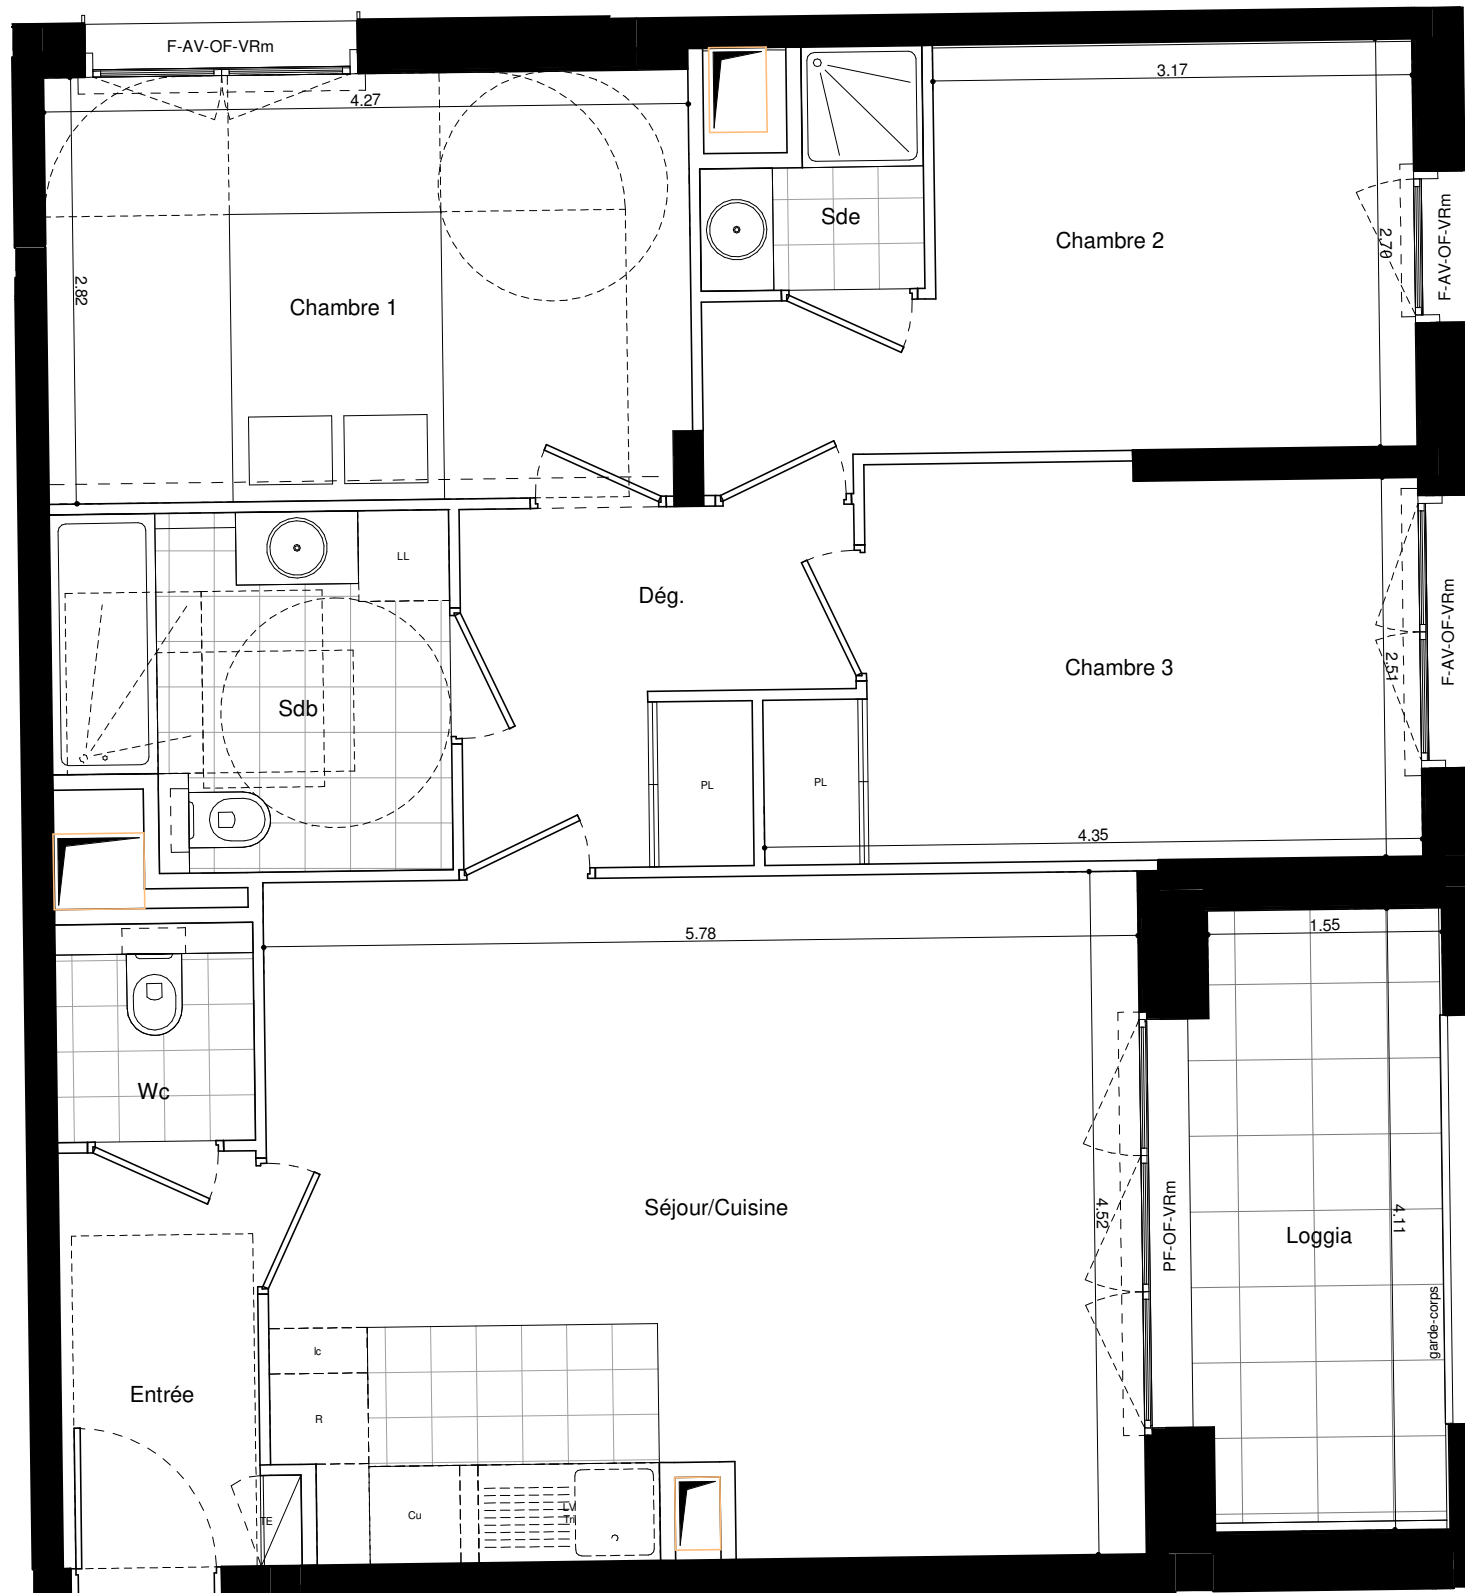 F-AV-OF-VRm
4.27
3.17
Sde
Chambre 2
2.70
F-AV-OF-VRm
2.82
Chambre 1
LL
Dég.
Chambre 3
2.51
F-AV-OF-VRm
Sdb
PL
PL
4.35
5.78
1.55
Wc
Séjour/Cuisine
4.52
PF-OF-VRm
Loggia
4.11
garde-corps
Ic
Entrée
R
Cu
LV
Tri
TE